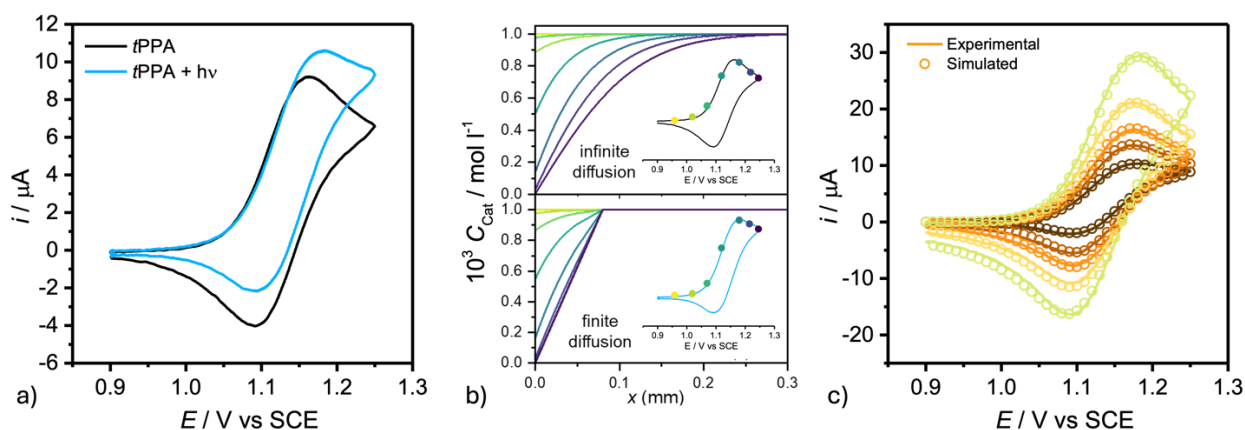 12
10
8
6
4
2
0
-2
-4
-6
i / μA
tPPA
tPPA + hν
0.9 1.0 1.1 1.2 1.3
E / V vs SCE
a)
10³ C_Cat / mol l⁻¹
1.0
0.8
0.6
0.4
0.2
0.0
infinite
diffusion
0.9 1.0 1.1 1.2 1.3
E / V vs SCE
1.0
0.8
0.6
0.4
0.2
0.0
finite
diffusion
0.9 1.0 1.1 1.2 1.3
E / V vs SCE
0.0 0.1 0.2 0.3
x (mm)
b)
30
20
10
0
-10
-20
i / μA
Experimental
Simulated
0.9 1.0 1.1 1.2 1.3
E / V vs SCE
c)